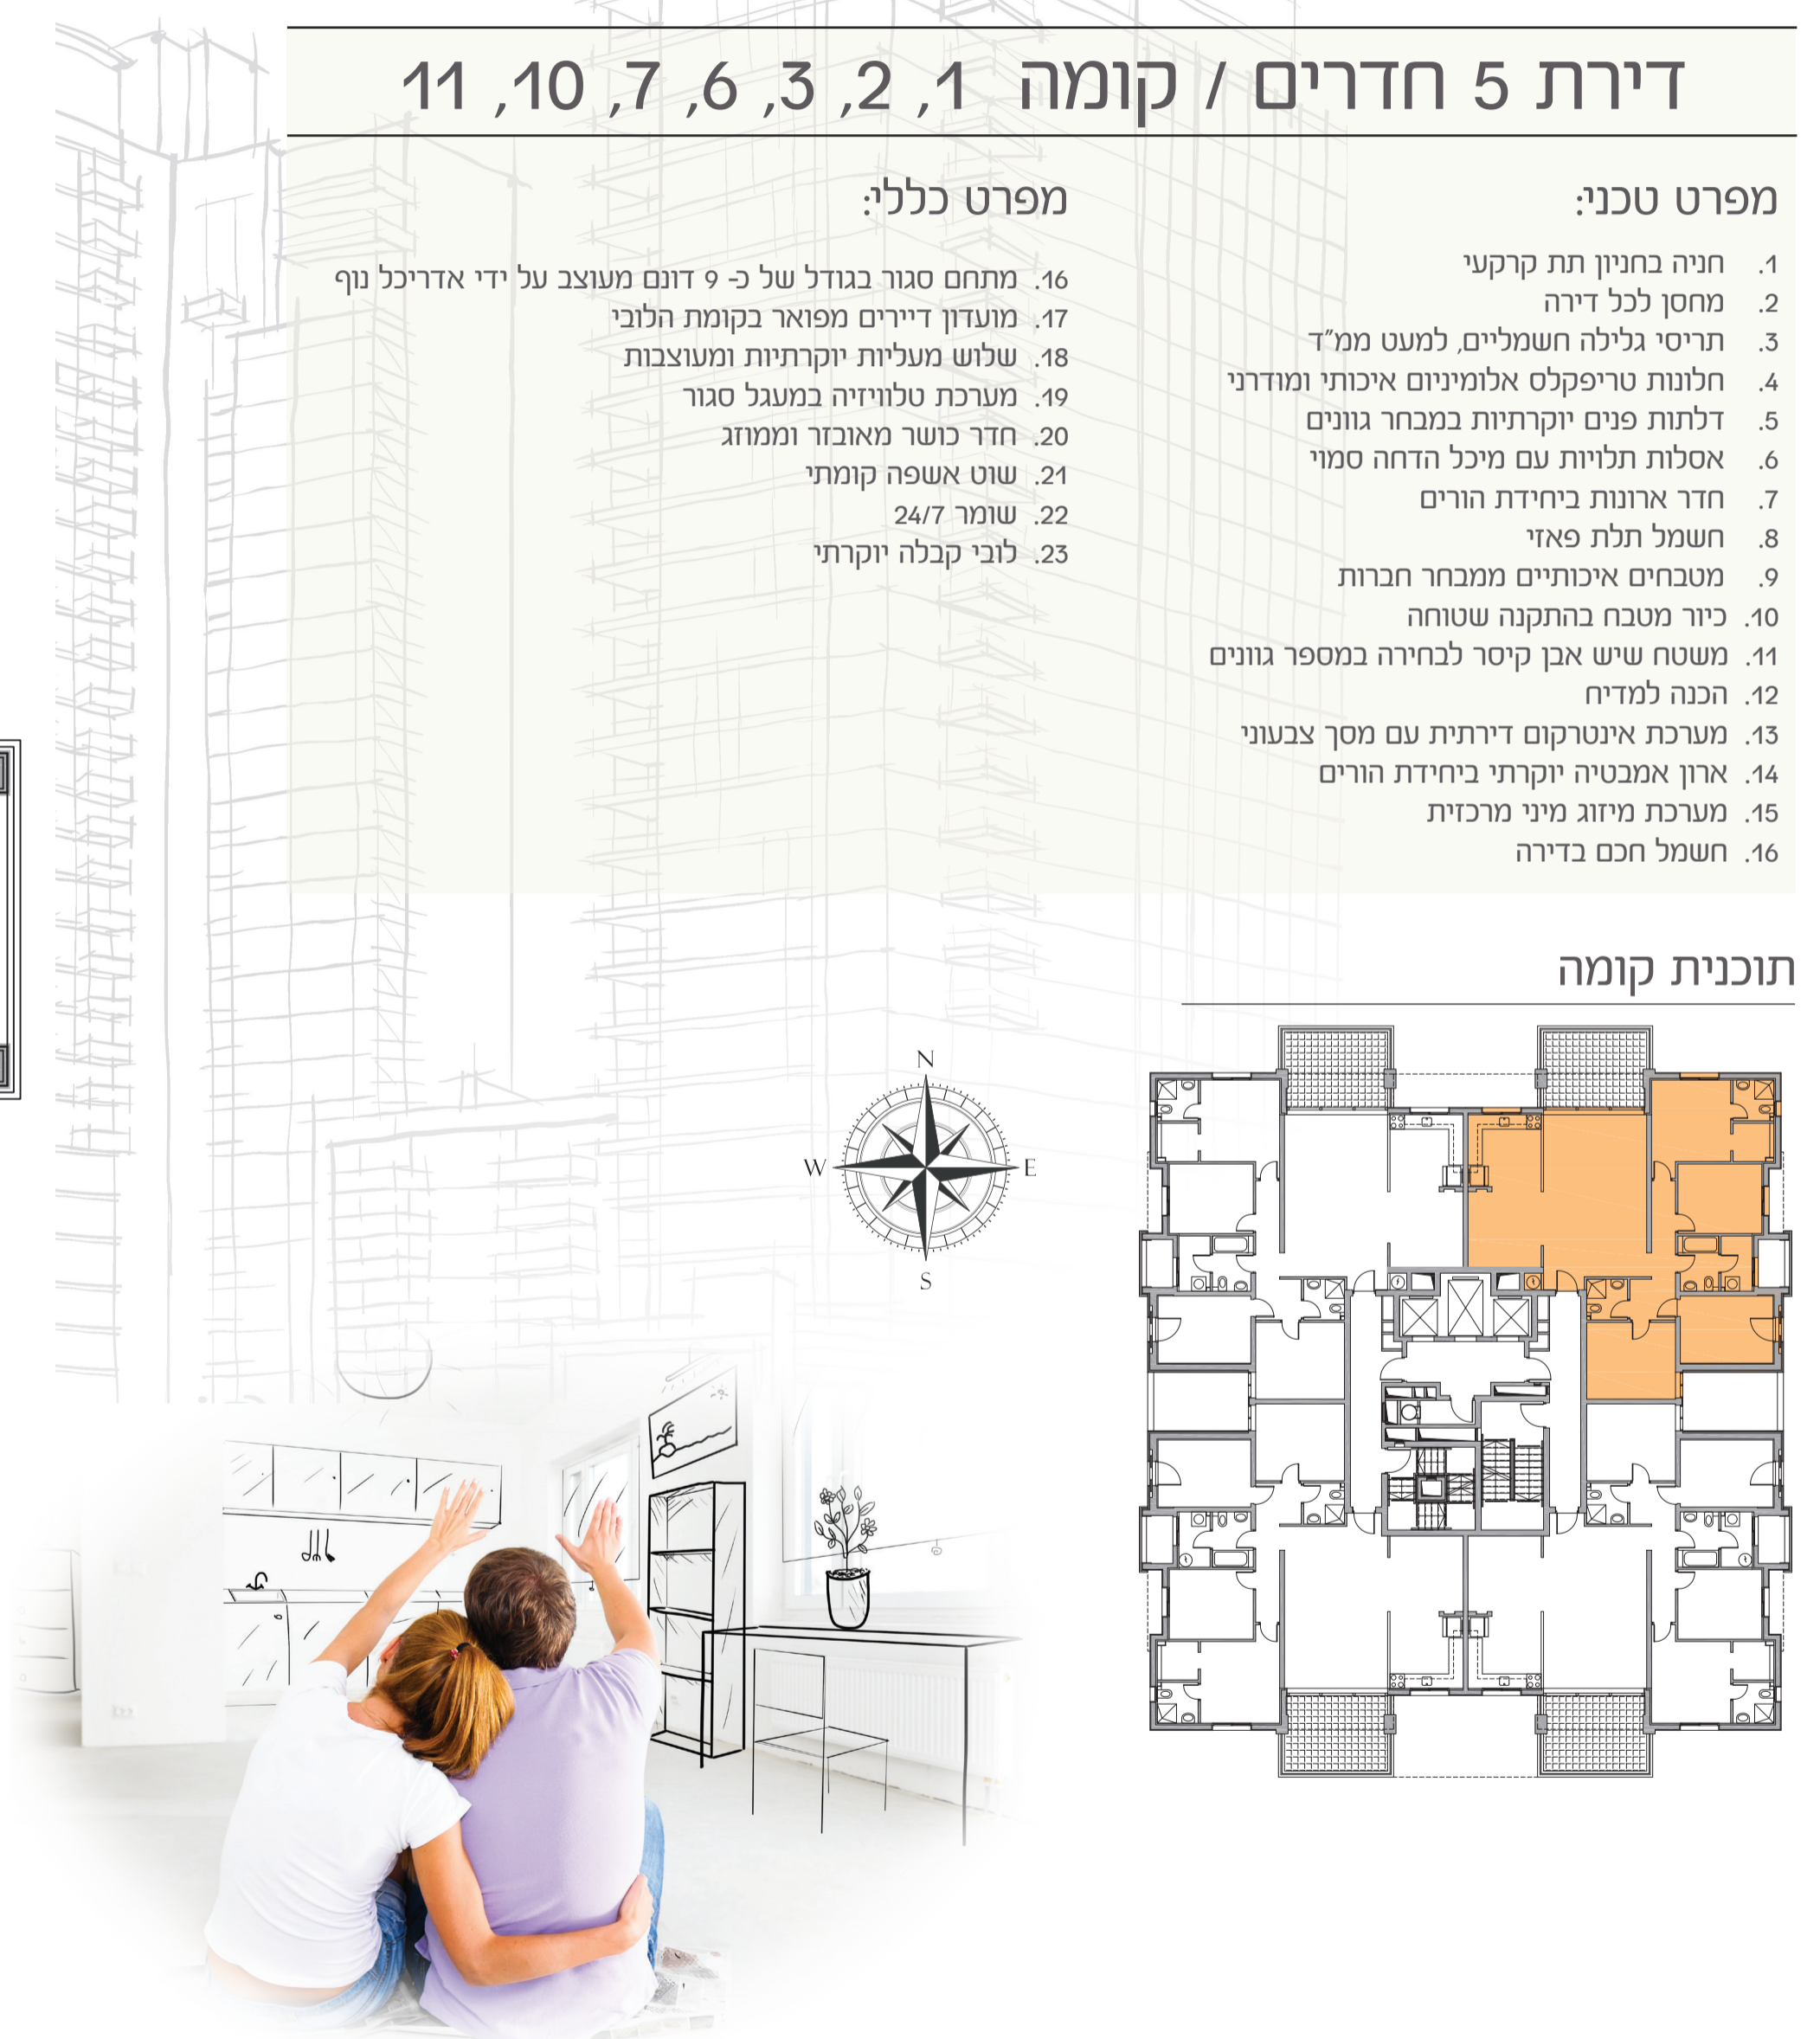 דירת 5 חדרים / קומה 1, 2, 3, 6, 7, 10, 11
מפרט טכני:
1. חניה בחניון תת קרקעי
2. מחסן לכל דירה
3. תריסי גלילה חשמליים, למעט ממ"ד
4. חלונות טריפקלס אלומיניום איכותי ומודרני
5. דלתות פנים יוקרתיות במבחר גוונים
6. אסלות תלויות עם מיכל הדחה סמוי
7. חדר ארונות ביחידת הורים
8. חשמל תלת פאזי
9. מטבחים איכותיים ממבחר חברות
10. כיור מטבח בהתקנה שטוחה
11. משטח שיש אבן קיסר לבחירה במספר גוונים
12. הכנה למדיח
13. מערכת אינטרקום דירתית עם מסך צבעוני
14. ארון אמבטיה יוקרתי ביחידת הורים
15. מערכת מיזוג מיני מרכזית
16. חשמל חכם בדירה
מפרט כללי:
16. מתחם סגור בגודל של כ- 9 דונם מעוצב על ידי אדריכל נוף
17. מועדון דיירים מפואר בקומת הלובי
18. שלוש מעליות יוקרתיות ומעוצבות
19. מערכת טלוויזיה במעגל סגור
20. חדר כושר מאובזר וממוזג
21. שוט אשפה קומתי
22. שומר 24/7
23. לובי קבלה יוקרתי
תוכנית קומה
N
W E
S